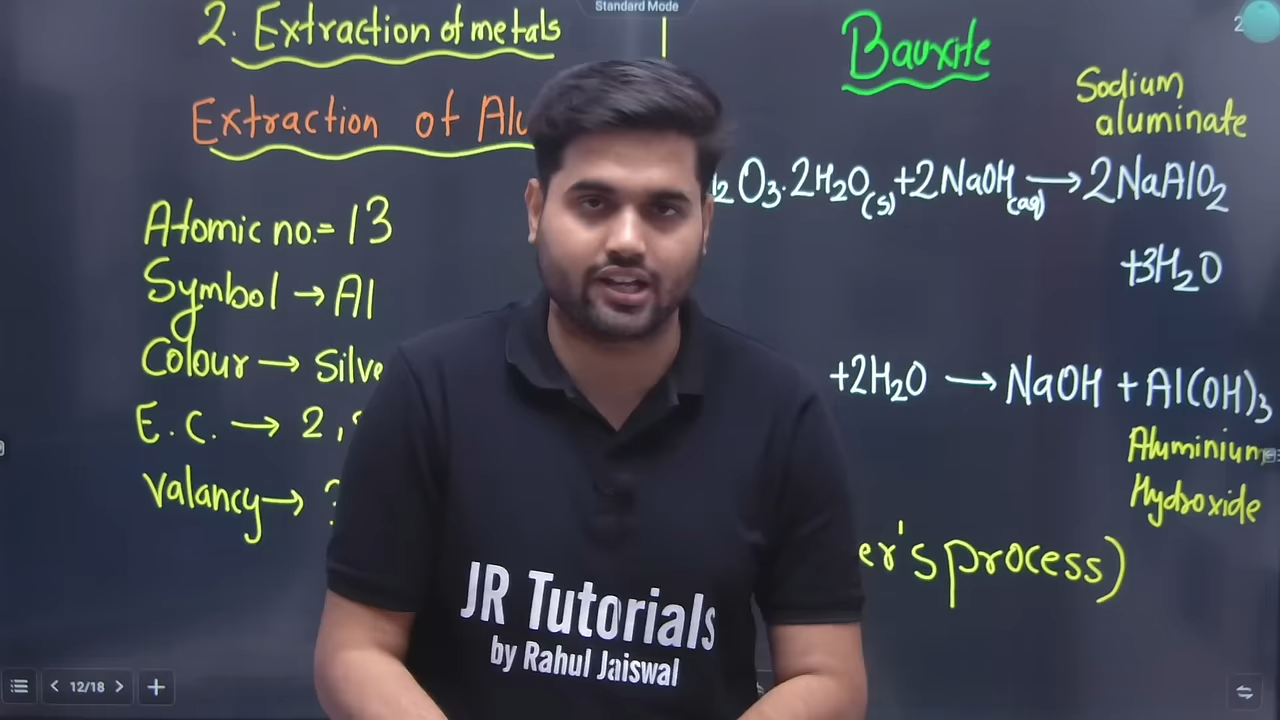 Standard Mode
2. Extraction of metals
Extraction of Alu
Atomic no.= 13
Symbol → Al
Colour → Silve
E.C. → 2,
Valancy →
Bauxite
Sodium
aluminate
2O3.2H2O(s)+2NaOH(aq) → 2NaAlO2
+3H2O
+2H2O → NaOH + Al(OH)3
Aluminium
Hydroxide
er's process)
JR Tutorials
by Rahul Jaiswal
12/18